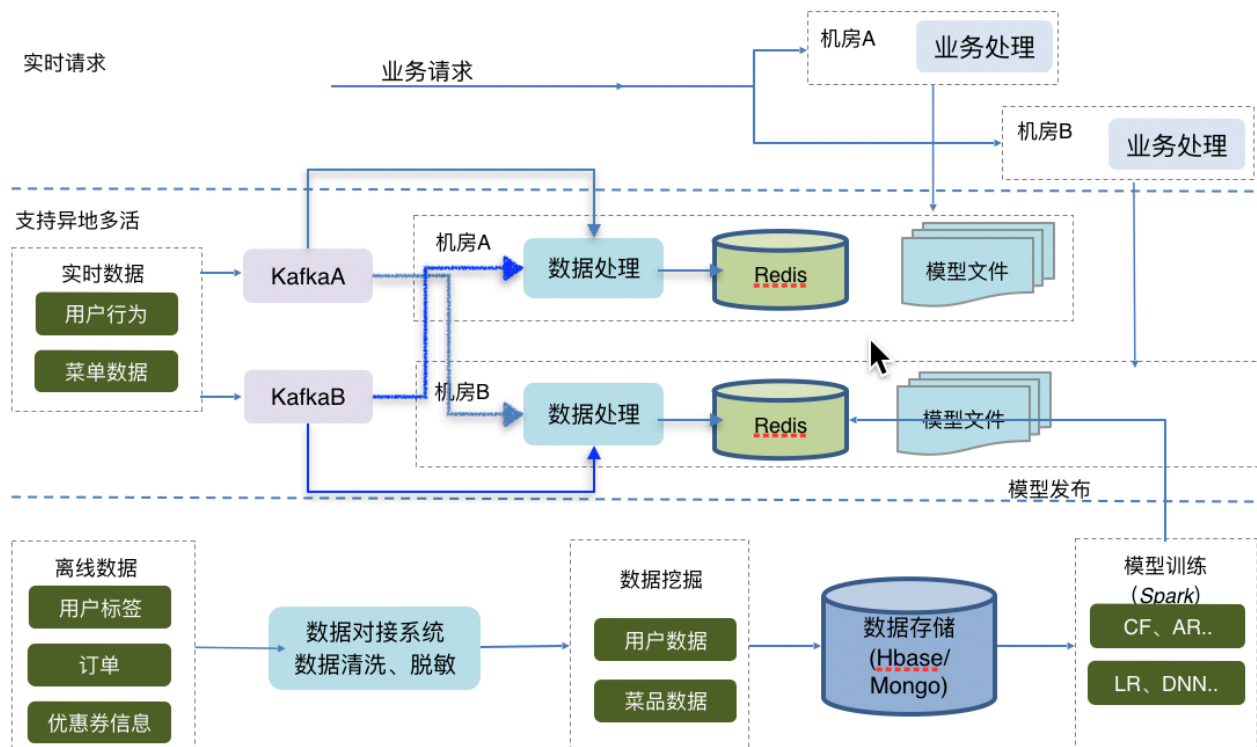 实时请求
业务请求
机房A
业务处理
机房B
业务处理
支持异地多活
实时数据
用户行为
菜单数据
KafkaA
KafkaB
机房A
数据处理
Redis
模型文件
机房B
数据处理
Redis
模型文件
模型发布
离线数据
用户标签
订单
优惠券信息
数据对接系统
数据清洗、脱敏
数据挖掘
用户数据
菜品数据
数据存储
(Hbase/
Mongo)
模型训练
（Spark）
CF、AR..
LR、DNN..